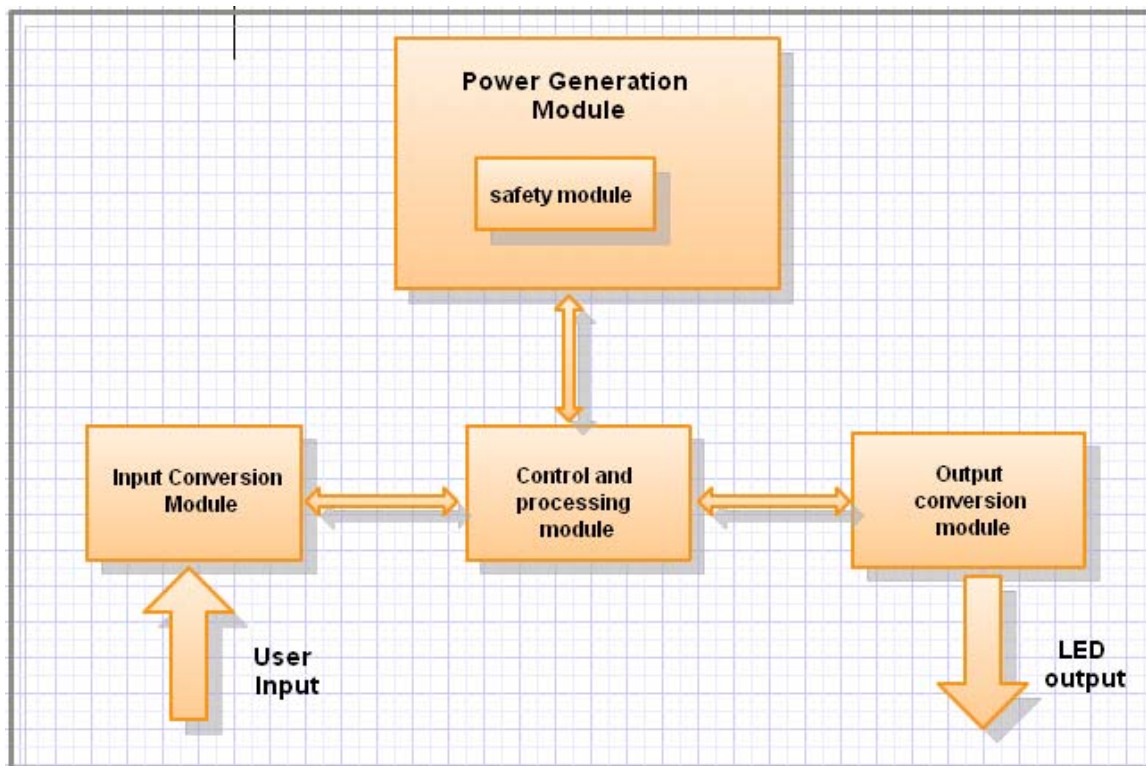 Power Generation
Module
safety module
Input Conversion
Module
Control and
processing
module
Output
conversion
module
User
Input
LED
output